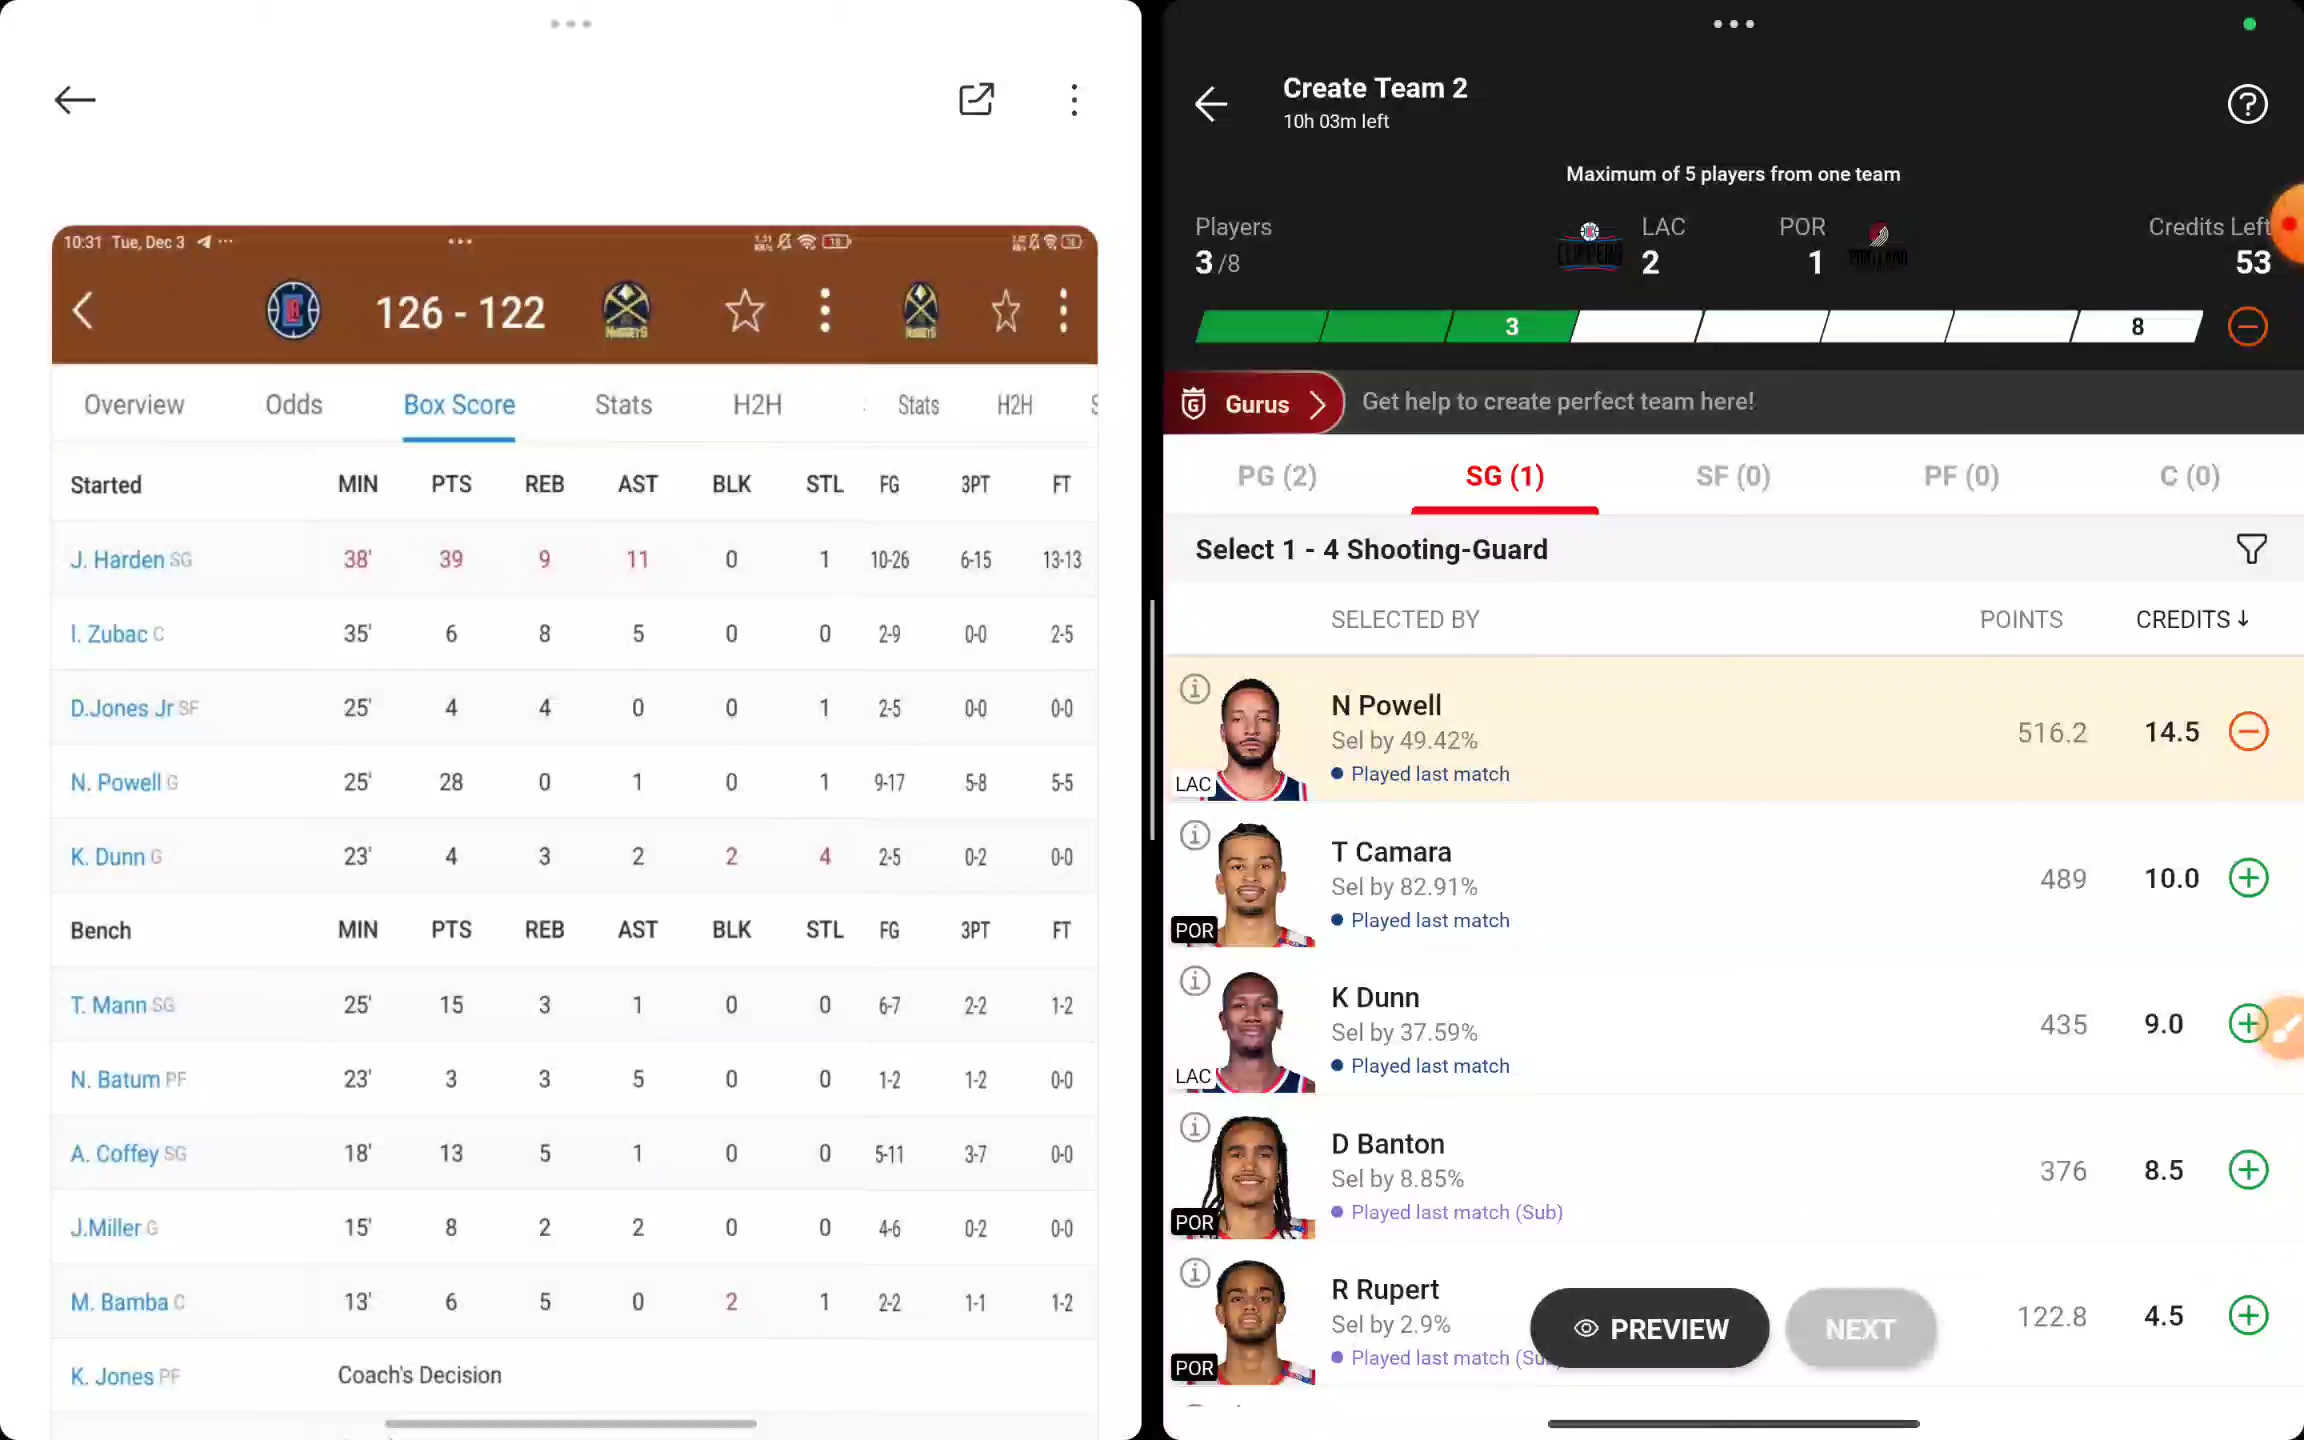 10:31 Tue, Dec 3
126 - 122
Overview Odds Box Score Stats H2H Stats H2H S
Started MIN PTS REB AST BLK STL FG 3PT FT
J. Harden SG 38' 39 9 11 0 1 10-26 6-15 13-13
I. Zubac C 35' 6 8 5 0 0 2-9 0-0 2-5
D.Jones Jr SF 25' 4 4 0 0 1 2-5 0-0 0-0
N. Powell G 25' 28 0 1 0 1 9-17 5-8 5-5
K. Dunn G 23' 4 3 2 2 4 2-5 0-2 0-0
Bench MIN PTS REB AST BLK STL FG 3PT FT
T. Mann SG 25' 15 3 1 0 0 6-7 2-2 1-2
N. Batum PF 23' 3 3 5 0 0 1-2 1-2 0-0
A. Coffey SG 18' 13 5 1 0 0 5-11 3-7 0-0
J.Miller G 15' 8 2 2 0 0 4-6 0-2 0-0
M. Bamba C 13' 6 5 0 2 1 2-2 1-1 1-2
K. Jones PF Coach's Decision
Create Team 2
10h 03m left
Maximum of 5 players from one team
Players LAC POR Credits Left
3/8 2 1 53
3 8
Gurus Get help to create perfect team here!
PG (2) SG (1) SF (0) PF (0) C (0)
Select 1 - 4 Shooting-Guard
SELECTED BY POINTS CREDITS ↓
N Powell
Sel by 49.42% 516.2 14.5
Played last match
LAC
T Camara
Sel by 82.91% 489 10.0
Played last match
POR
K Dunn
Sel by 37.59% 435 9.0
Played last match
LAC
D Banton
Sel by 8.85% 376 8.5
Played last match (Sub)
POR
R Rupert
Sel by 2.9% 122.8 4.5
Played last match (Su
POR
PREVIEW NEXT